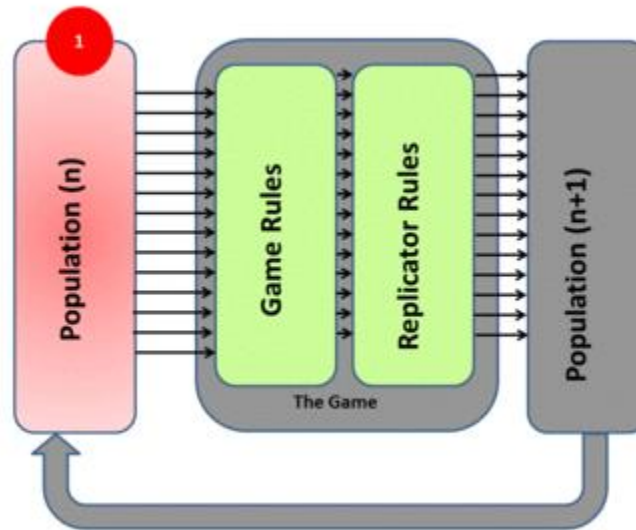 1
Population (n)
Game Rules
Replicator Rules
Population (n+1)
The Game